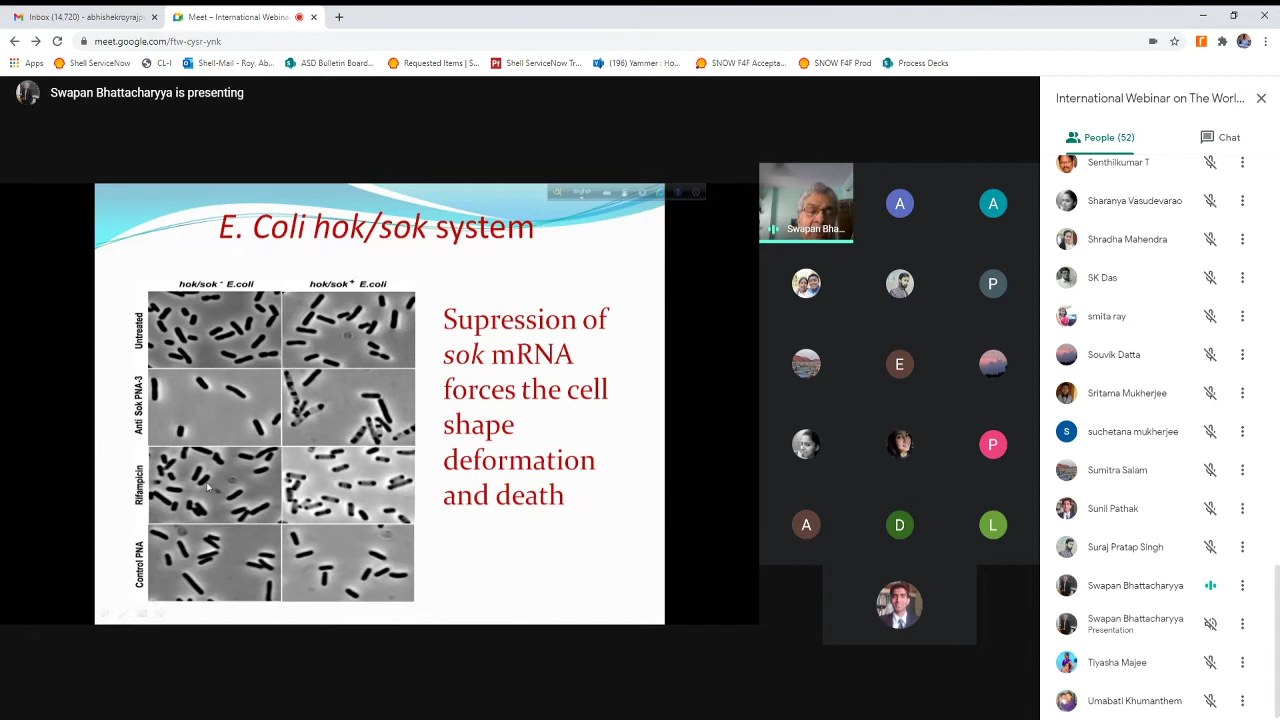 Inbox (14,720) - abhishekroyrajp
Meet – International Webina
meet.google.com/ftw-cysr-ynk
Apps
Shell ServiceNow
CL-I
Shell-Mail - Roy, Ab...
ASD Bulletin Board...
Requested Items | S...
Shell ServiceNow Tr...
(196) Yammer : Ho...
SNOW F4F Accepta...
SNOW F4F Prod
Process Decks
Swapan Bhattacharyya is presenting
International Webinar on The Worl...
People (52)
Chat
English
E. Coli hok/sok system
hok/sok - E.coli
hok/sok + E.coli
Untreated
Anti Sok PNA-3
Rifampicin
Control PNA
Supression of
sok mRNA
forces the cell
shape
deformation
and death
Swapan Bha...
A
A
P
E
P
A
D
L
Senthilkumar T
Sharanya Vasudevarao
Shradha Mahendra
SK Das
smita ray
Souvik Datta
Sritama Mukherjee
s
suchetana mukherjee
Sumitra Salam
Sunil Pathak
Suraj Pratap Singh
Swapan Bhattacharyya
Swapan Bhattacharyya
Presentation
Tiyasha Majee
Umabati Khumanthem